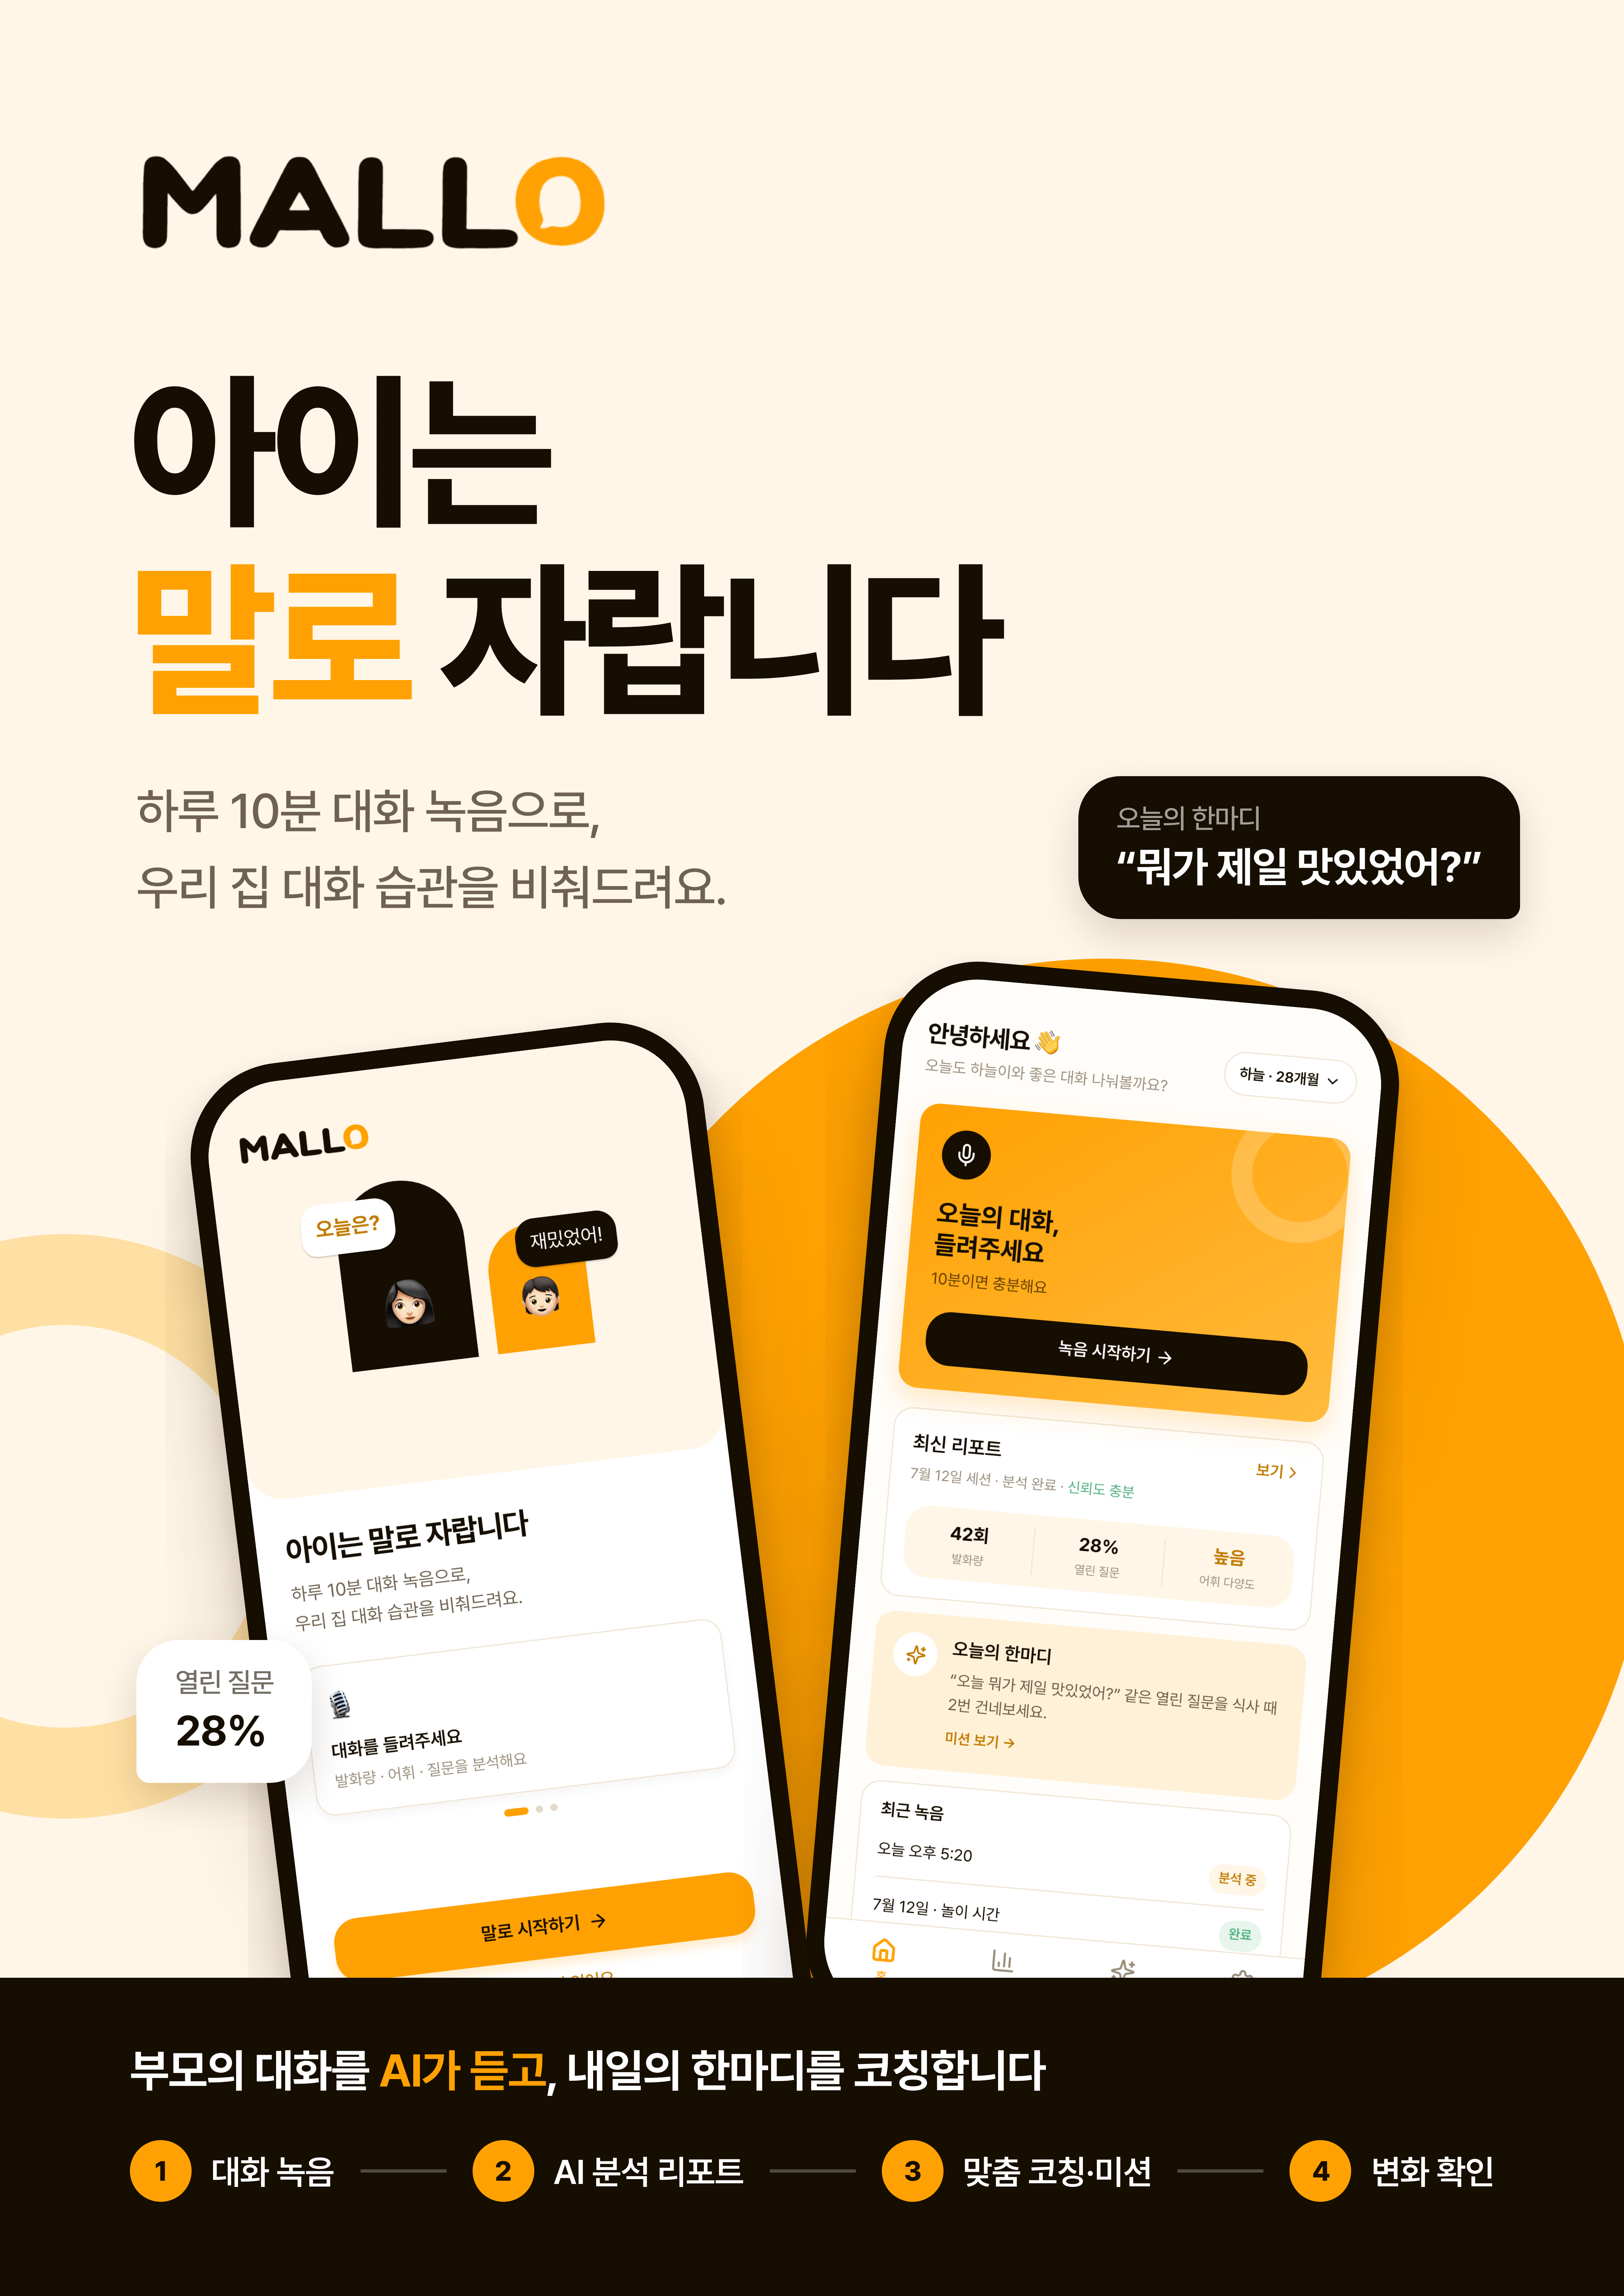 MALLO
아이는
말로 자랍니다
하루 10분 대화 녹음으로,
우리 집 대화 습관을 비춰드려요.
오늘의 한마디
“뭐가 제일 맛있었어?”
MALLO
오늘은?
재밌었어!
아이는 말로 자랍니다
하루 10분 대화 녹음으로,
우리 집 대화 습관을 비춰드려요.
열린 질문
28%
대화를 들려주세요
발화량 · 어휘 · 질문을 분석해요
말로 시작하기 →
안녕하세요 👋
오늘도 하늘이와 좋은 대화 나눠볼까요?
하늘 · 28개월
오늘의 대화,
들려주세요
10분이면 충분해요
녹음 시작하기 →
최신 리포트
보기 >
7월 12일 세션 · 분석 완료 · 신뢰도 충분
42회
발화량
28%
열린 질문
높음
어휘 다양도
오늘의 한마디
“오늘 뭐가 제일 맛있었어?” 같은 열린 질문을 식사 때
2번 건네보세요.
미션 보기 →
최근 녹음
오늘 오후 5:20
분석 중
7월 12일 · 놀이 시간
완료
부모의 대화를 AI가 듣고, 내일의 한마디를 코칭합니다
1 대화 녹음
2 AI 분석 리포트
3 맞춤 코칭·미션
4 변화 확인